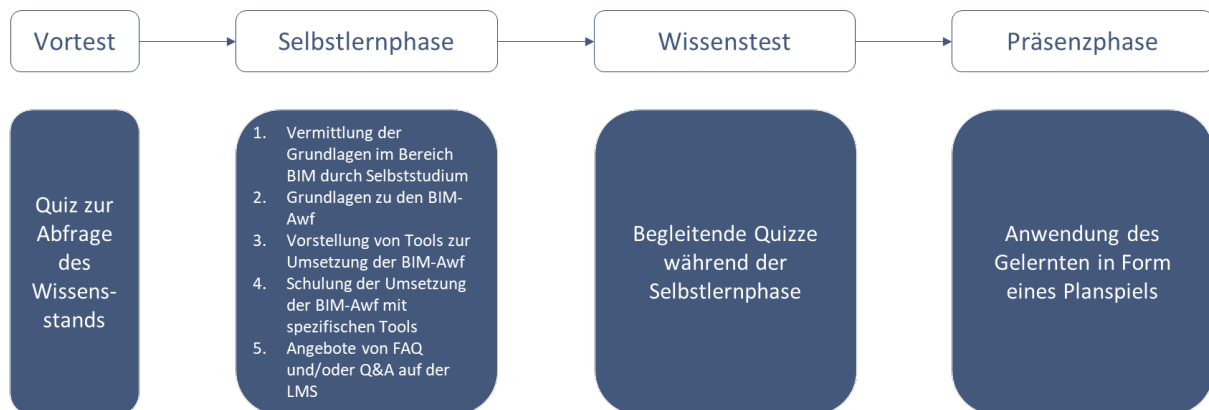 Vortest
Selbstlernphase
Wissenstest
Präsenzphase
Quiz zur
Abfrage
des
Wissens-
stands
1. Vermittlung der
Grundlagen im Bereich
BIM durch Selbststudium
2. Grundlagen zu den BIM-
Awf
3. Vorstellung von Tools zur
Umsetzung der BIM-Awf
4. Schulung der Umsetzung
der BIM-Awf mit
spezifischen Tools
5. Angebote von FAQ
und/oder Q&A auf der
LMS
Begleitende Quizze
während der
Selbstlernphase
Anwendung des
Gelernten in Form
eines Planspiels